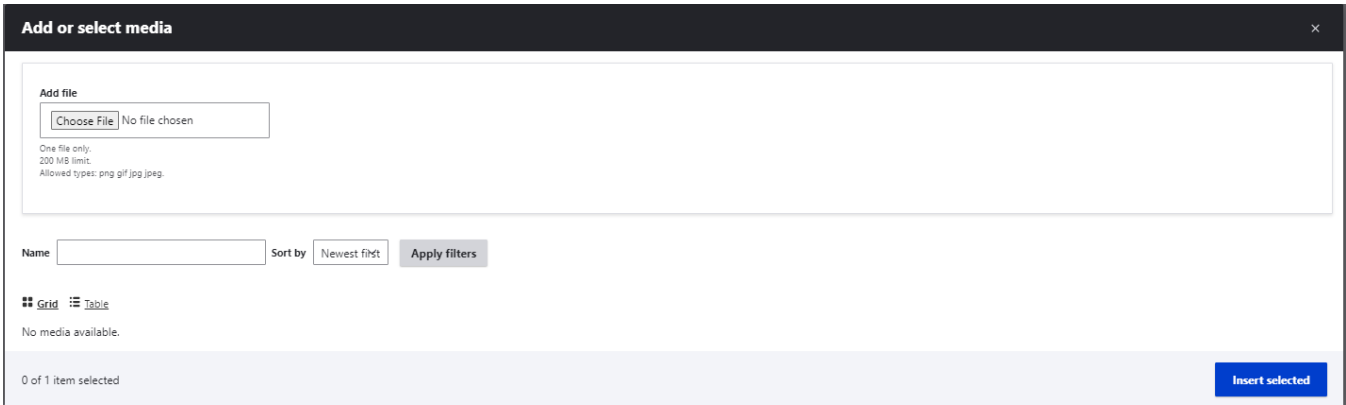 Add or select media ×
Add file
Choose File No file chosen
One file only.
200 MB limit.
Allowed types: png gif jpg jpeg.
Name Sort by Newest first Apply filters
Grid Table
No media available.
0 of 1 item selected Insert selected